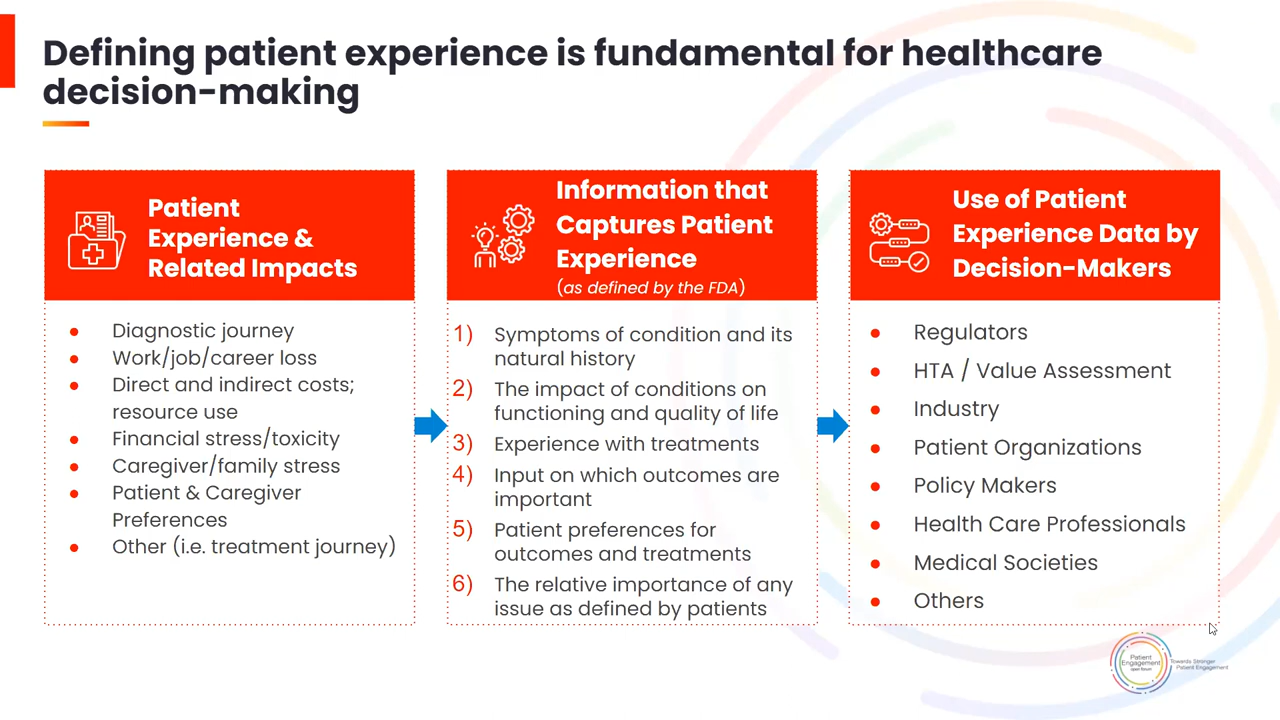 Defining patient experience is fundamental for healthcare
decision-making
Patient
Experience &
Related Impacts
Diagnostic journey
Work/job/career loss
Direct and indirect costs;
resource use
Financial stress/toxicity
Caregiver/family stress
Patient & Caregiver
Preferences
Other (i.e. treatment journey)
Information that
Captures Patient
Experience
(as defined by the FDA)
1) Symptoms of condition and its
natural history
2) The impact of conditions on
functioning and quality of life
3) Experience with treatments
4) Input on which outcomes are
important
5) Patient preferences for
outcomes and treatments
6) The relative importance of any
issue as defined by patients
Use of Patient
Experience Data by
Decision-Makers
Regulators
HTA / Value Assessment
Industry
Patient Organizations
Policy Makers
Health Care Professionals
Medical Societies
Others
Patient
Engagement
open forum
Towards Stronger
Patient Engagement